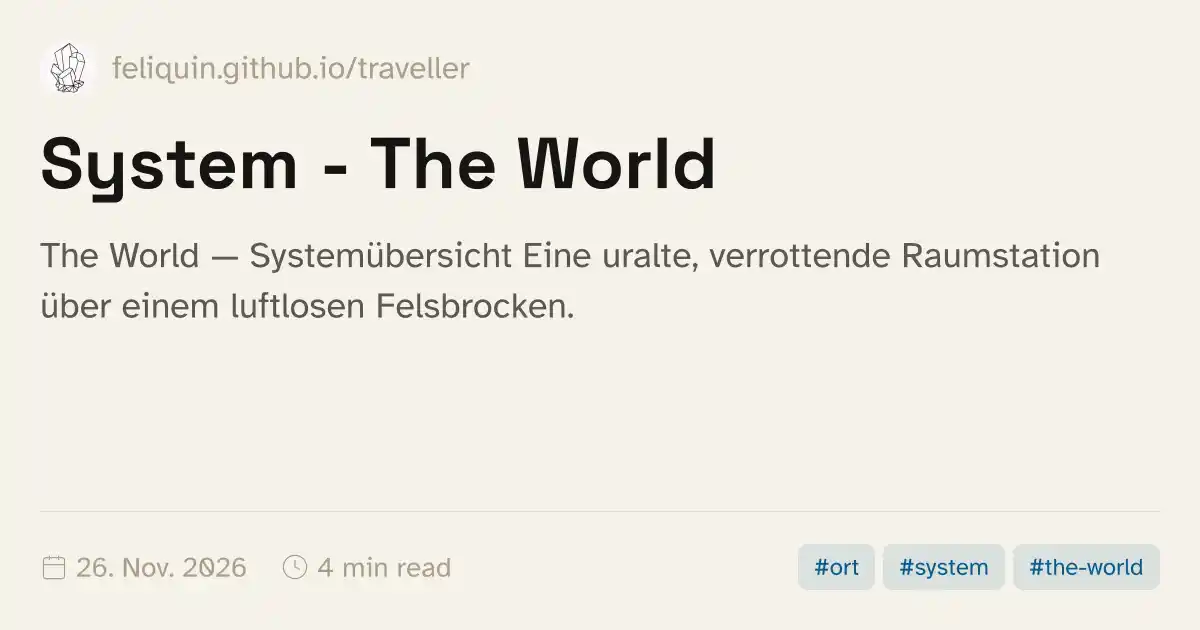 feliquin.github.io/traveller
System - The World
The World — Systemübersicht Eine uralte, verrottende Raumstation
über einem luftlosen Felsbrocken.
26. Nov. 2026 4 min read #ort #system #the-world